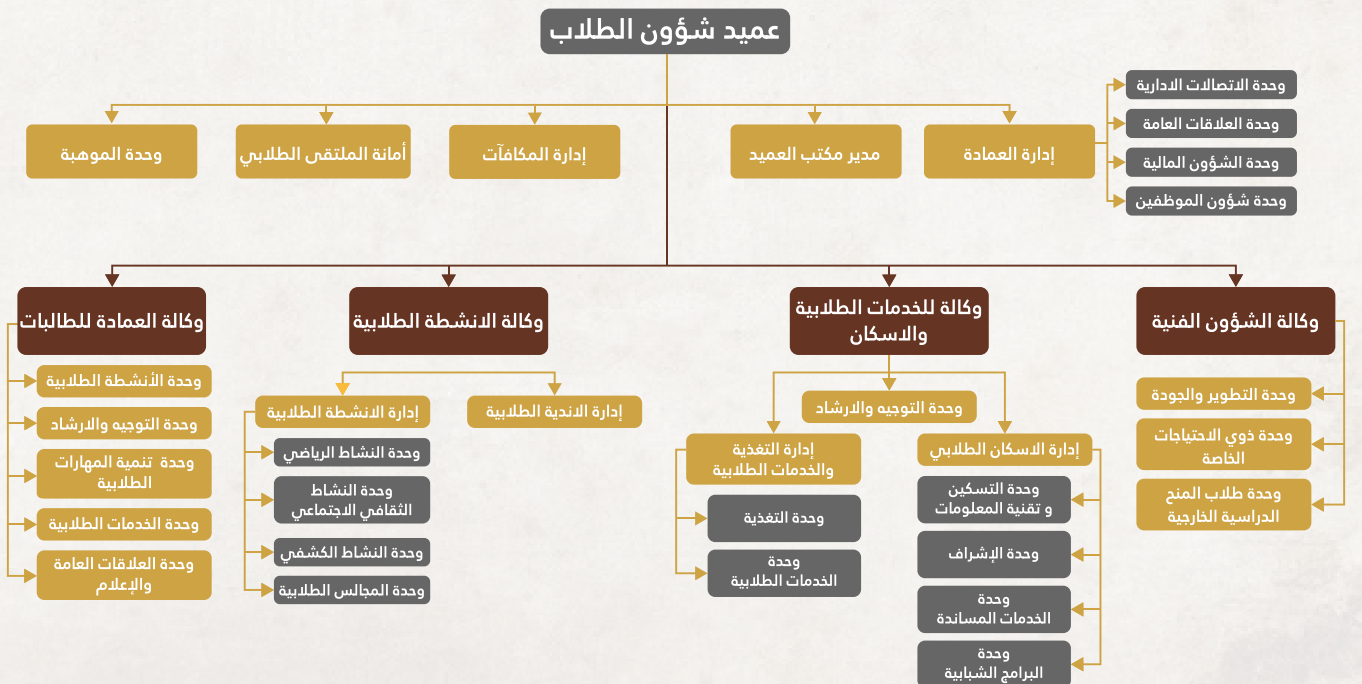 عميد شؤون الطلاب
إدارة العمادة
وحدة الاتصالات الادارية
وحدة العلاقات العامة
وحدة الشؤون المالية
وحدة شؤون الموظفين
مدير مكتب العميد
إدارة المكافآت
أمانة الملتقى الطلابي
وحدة الموهبة
وكالة الشؤون الفنية
وحدة التطوير والجودة
وحدة ذوي الاحتياجات
الخاصة
وحدة طلاب المنح
الدراسية الخارجية
وكالة للخدمات الطلابية
والاسكان
إدارة الاسكان الطلابي
وحدة التسكين
و تقنية المعلومات
وحدة الإشراف
وحدة
الخدمات المساندة
وحدة
البرامج الشبابية
وحدة التوجيه والارشاد
إدارة التغذية
والخدمات الطلابية
وحدة التغذية
وحدة
الخدمات الطلابية
وكالة الانشطة الطلابية
إدارة الاندية الطلابية
إدارة الانشطة الطلابية
وحدة النشاط الرياضي
وحدة النشاط
الثقافي الاجتماعي
وحدة النشاط الكشفي
وحدة المجالس الطلابية
وكالة العمادة للطالبات
وحدة الأنشطة الطلابية
وحدة التوجيه والارشاد
وحدة تنمية المهارات
الطلابية
وحدة الخدمات الطلابية
وحدة العلاقات العامة
والإعلام